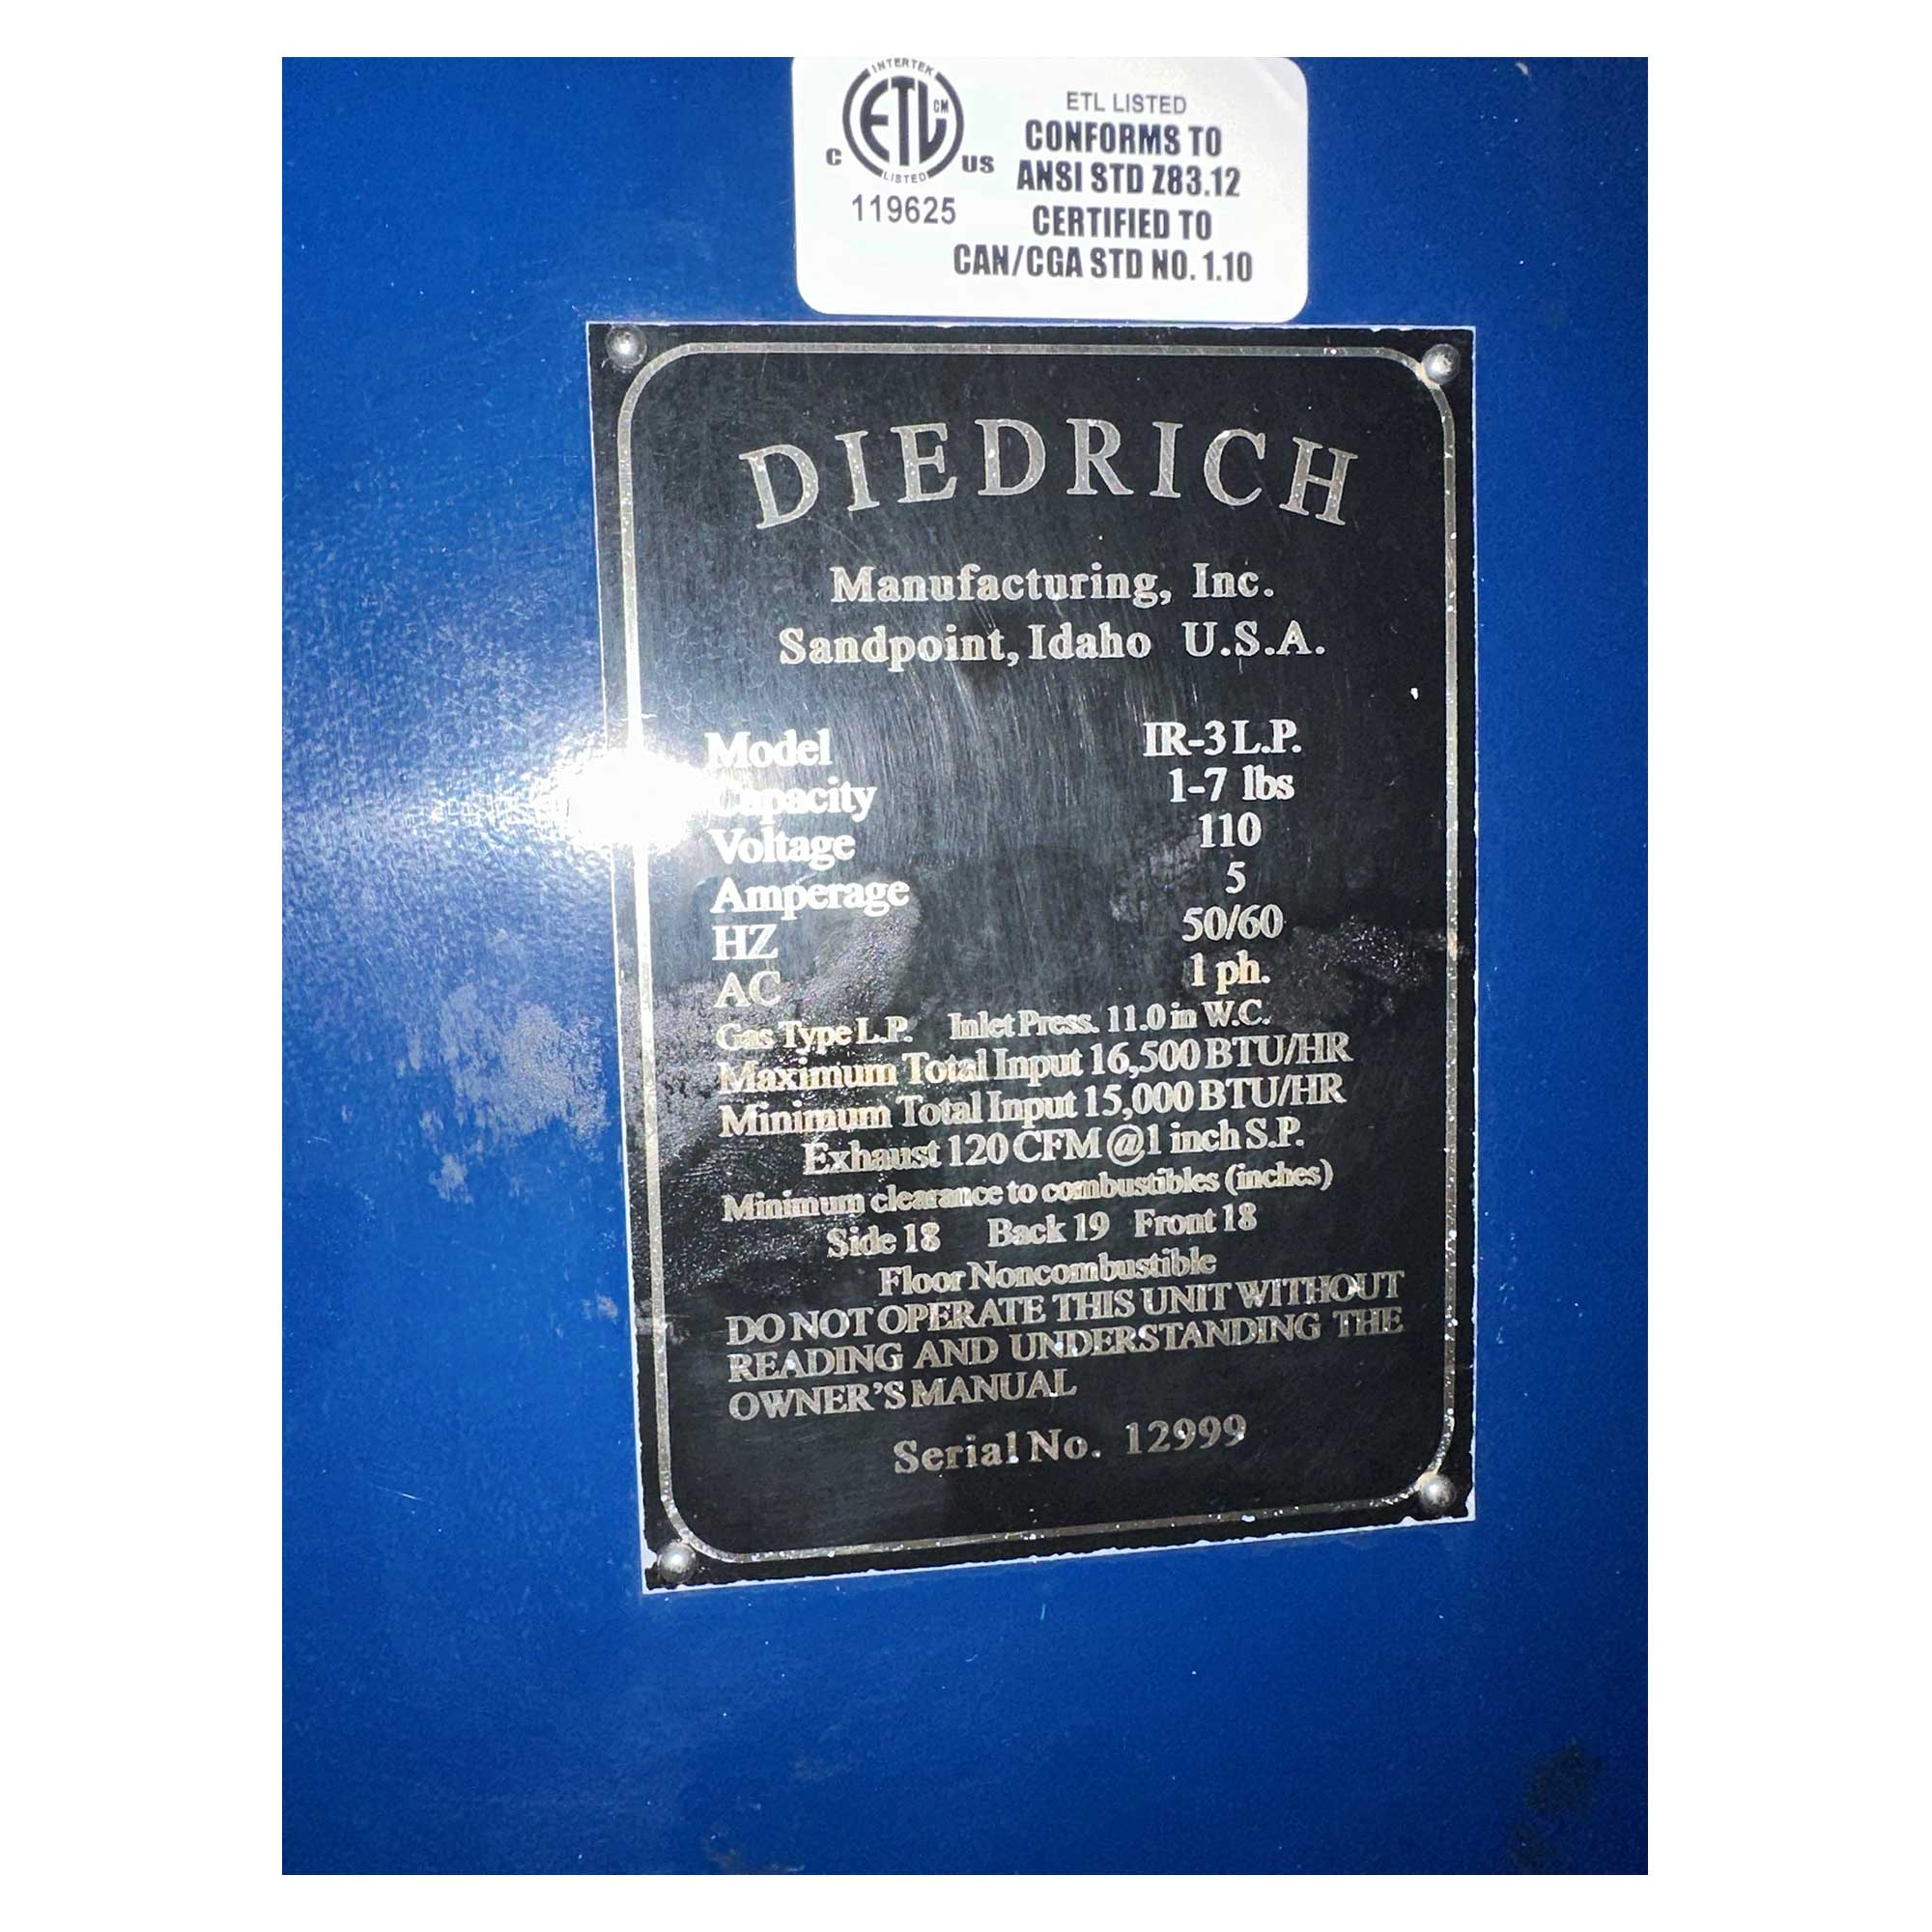 INTERTEK
ETL CM
C US
LISTED
119625
ETL LISTED
CONFORMS TO
ANSI STD Z83.12
CERTIFIED TO
CAN/CGA STD NO. 1.10
DIEDRICH
Manufacturing, Inc.
Sandpoint, Idaho U.S.A.
Model IR-3 L.P.
Capacity 1-7 lbs
Voltage 110
Amperage 5
HZ 50/60
AC 1 ph.
Gas Type L.P. Inlet Press. 11.0 in W.C.
Maximum Total Input 16,500 BTU/HR
Minimum Total Input 15,000 BTU/HR
Exhaust 120 CFM @1 inch S.P.
Minimum clearance to combustibles (inches)
Side 18 Back 19 Front 18
Floor Noncombustible
DO NOT OPERATE THIS UNIT WITHOUT
READING AND UNDERSTANDING THE
OWNER'S MANUAL
Serial No. 12999